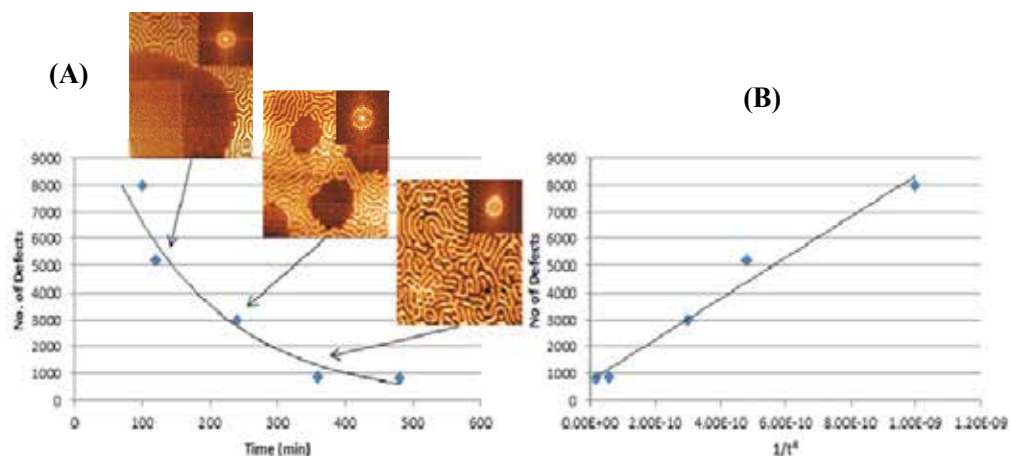 (A)
No. of Defects
9000
8000
7000
6000
5000
4000
3000
2000
1000
0
0
100
200
300
400
500
600
Time (min)
(B)
No of Defects
9000
8000
7000
6000
5000
4000
3000
2000
1000
0
0.00E+00
2.00E-10
4.00E-10
6.00E-10
8.00E-10
1.00E-09
1.20E-09
1/t⁴